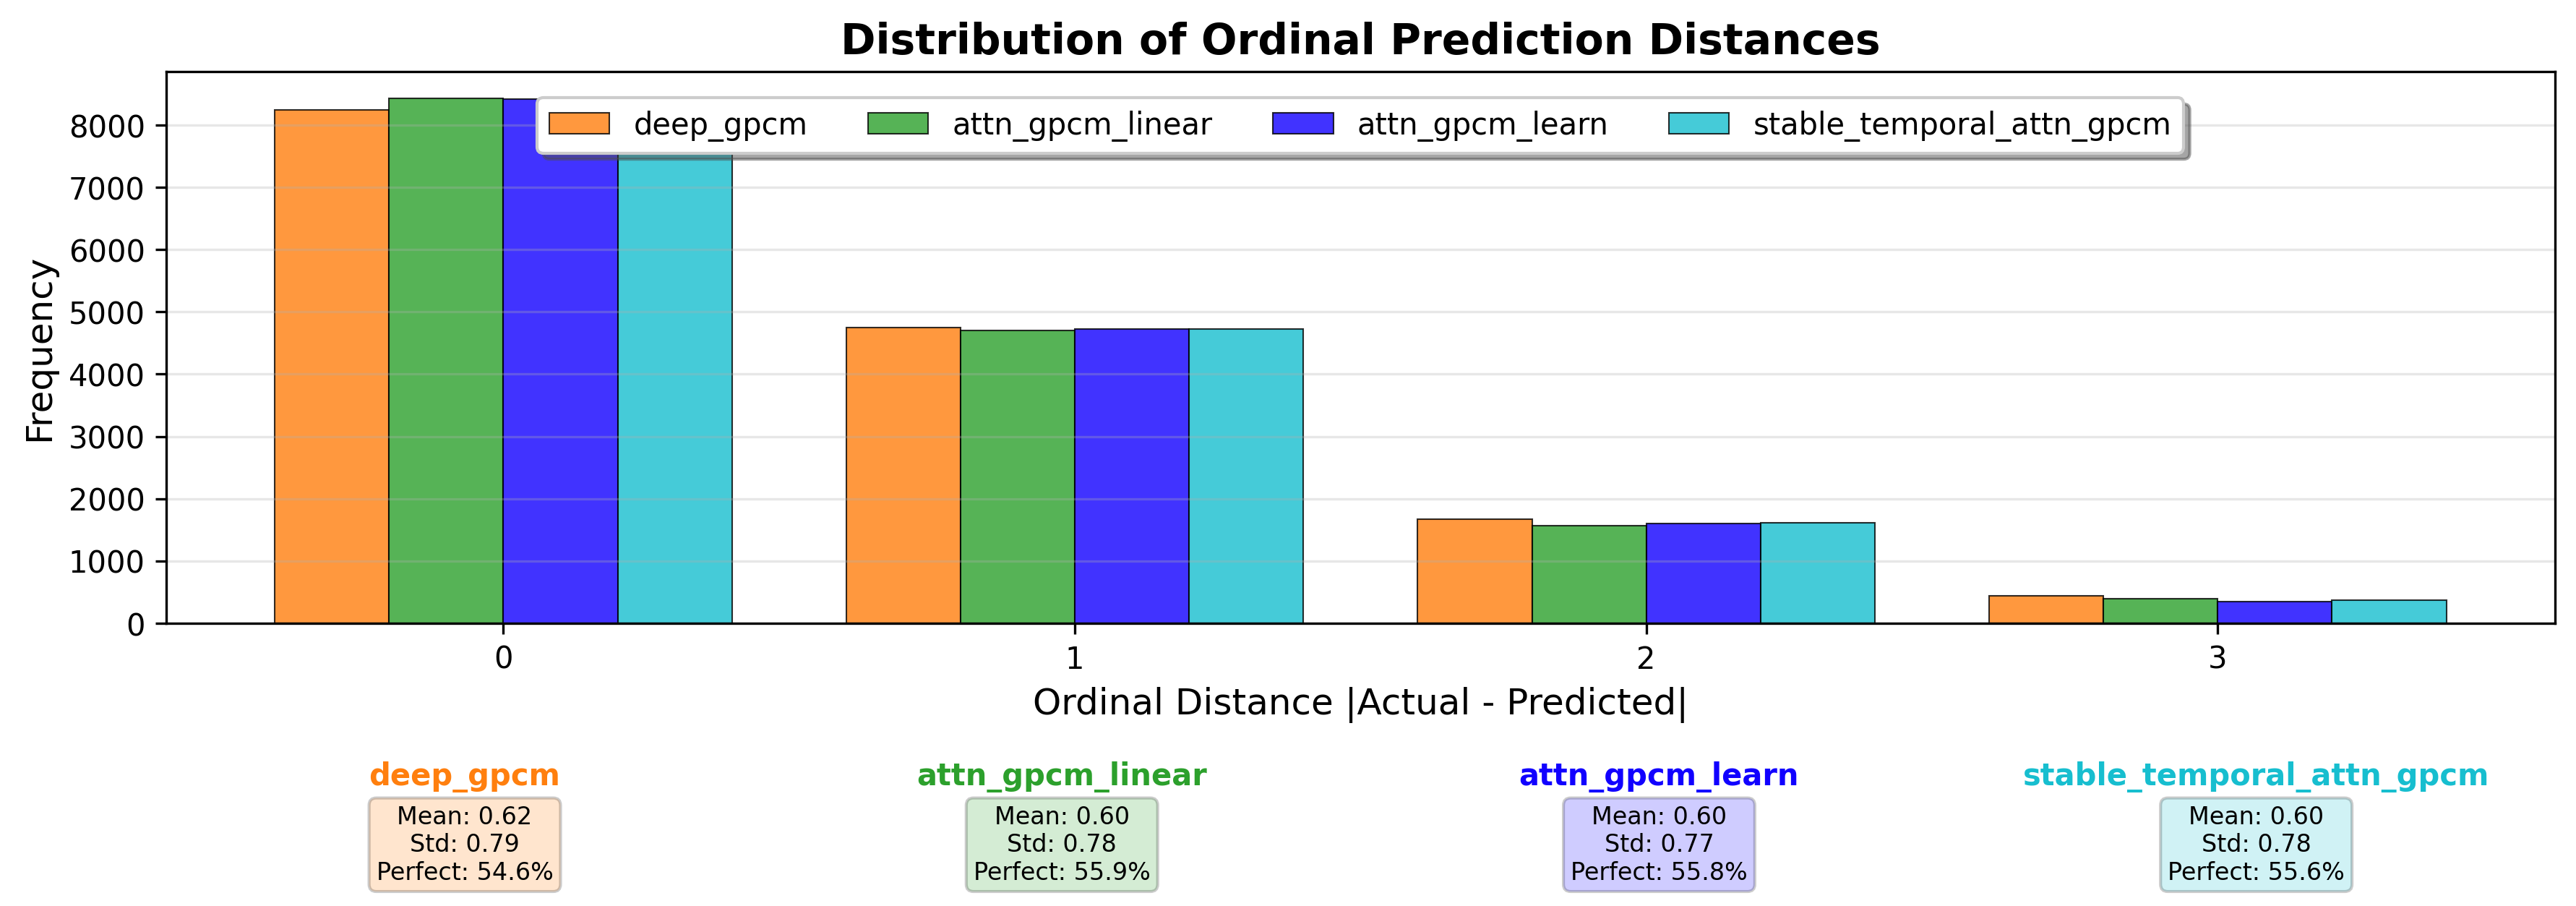 Distribution of Ordinal Prediction Distances
deep_gpcm
attn_gpcm_linear
attn_gpcm_learn
stable_temporal_attn_gpcm
8000
7000
6000
5000
4000
3000
2000
1000
0
Frequency
0
1
2
3
Ordinal Distance |Actual - Predicted|
deep_gpcm
Mean: 0.62
Std: 0.79
Perfect: 54.6%
attn_gpcm_linear
Mean: 0.60
Std: 0.78
Perfect: 55.9%
attn_gpcm_learn
Mean: 0.60
Std: 0.77
Perfect: 55.8%
stable_temporal_attn_gpcm
Mean: 0.60
Std: 0.78
Perfect: 55.6%